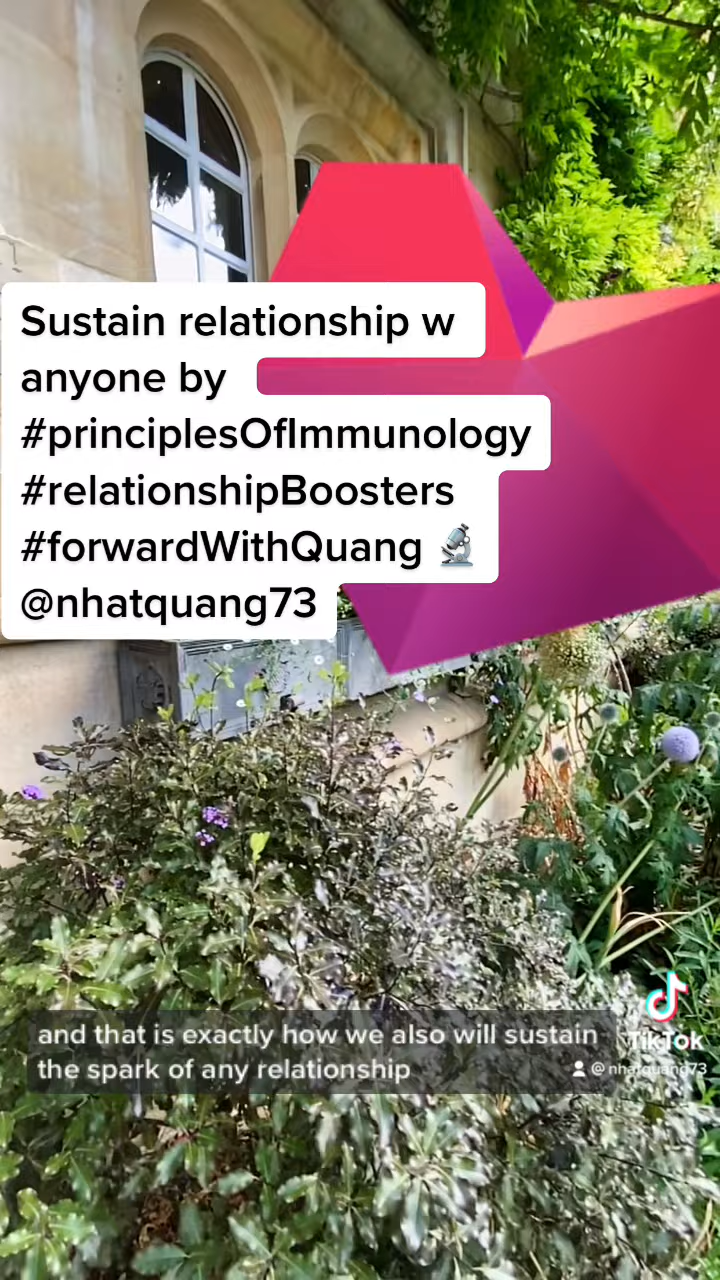 Sustain relationship w
anyone by
#principlesOfImmunology
#relationshipBoosters
#forwardWithQuang
@nhatquang73
and that is exactly how we also will sustain
the spark of any relationship
TikTok
@nhatquang73